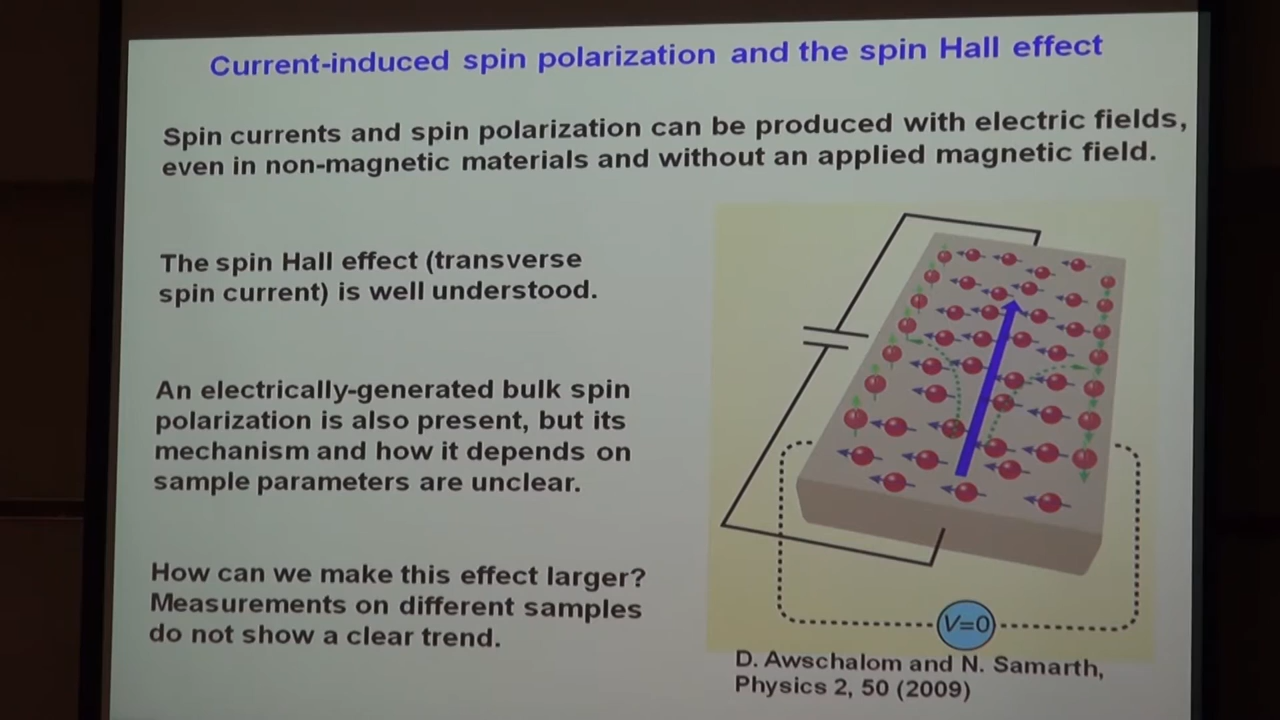 Current-induced spin polarization and the spin Hall effect
Spin currents and spin polarization can be produced with electric fields,
even in non-magnetic materials and without an applied magnetic field.
The spin Hall effect (transverse
spin current) is well understood.
An electrically-generated bulk spin
polarization is also present, but its
mechanism and how it depends on
sample parameters are unclear.
How can we make this effect larger?
Measurements on different samples
do not show a clear trend.
V=0
D. Awschalom and N. Samarth,
Physics 2, 50 (2009)